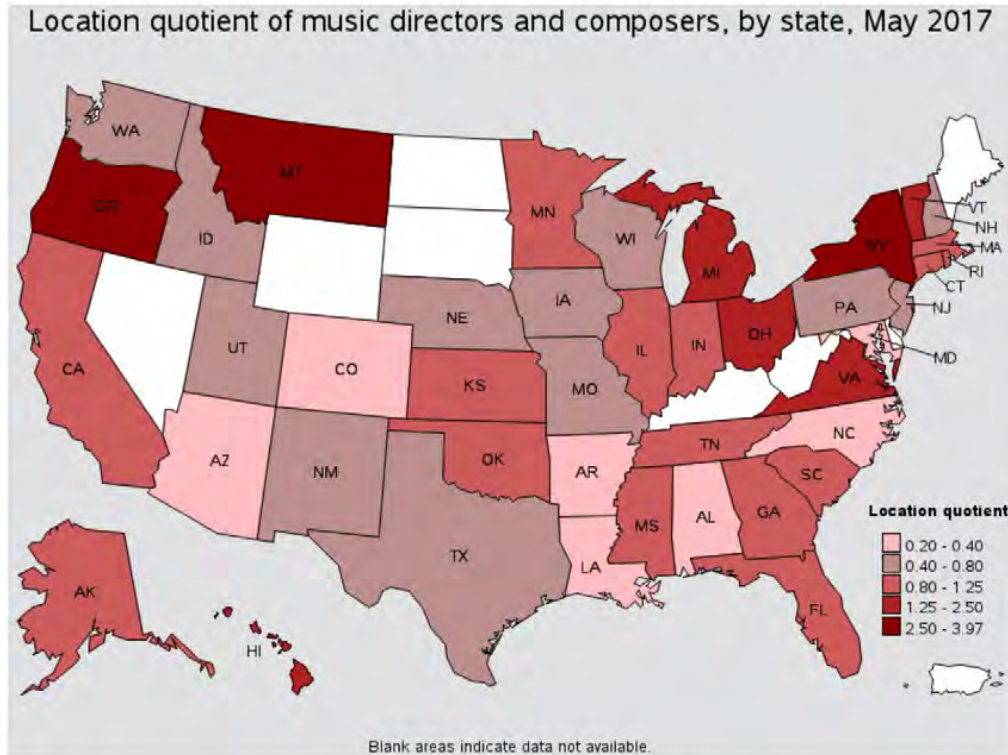 Location quotient of music directors and composers, by state, May 2017
WA
MT
OR
ID
MN
WI
MI
NY
VT
NH
MA
RI
CT
NJ
PA
IA
NE
UT
CO
CA
KS
MO
IL
IN
OH
MD
VA
AZ
NM
OK
AR
TN
NC
SC
MS
AL
GA
TX
LA
FL
AK
HI
Location quotient
0.20 - 0.40
0.40 - 0.80
0.80 - 1.25
1.25 - 2.50
2.50 - 3.97
Blank areas indicate data not available.